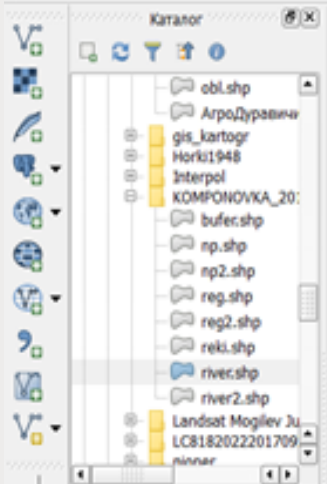 Каталог
obl.shp
АгроДуравичи
gis_kartogr
Horki1948
Interpol
KOMPONOVKA_201
bufer.shp
np.shp
np2.shp
reg.shp
reg2.shp
reki.shp
river.shp
river2.shp
Landsat Mogilev Ju
LC8182022201709
pioner